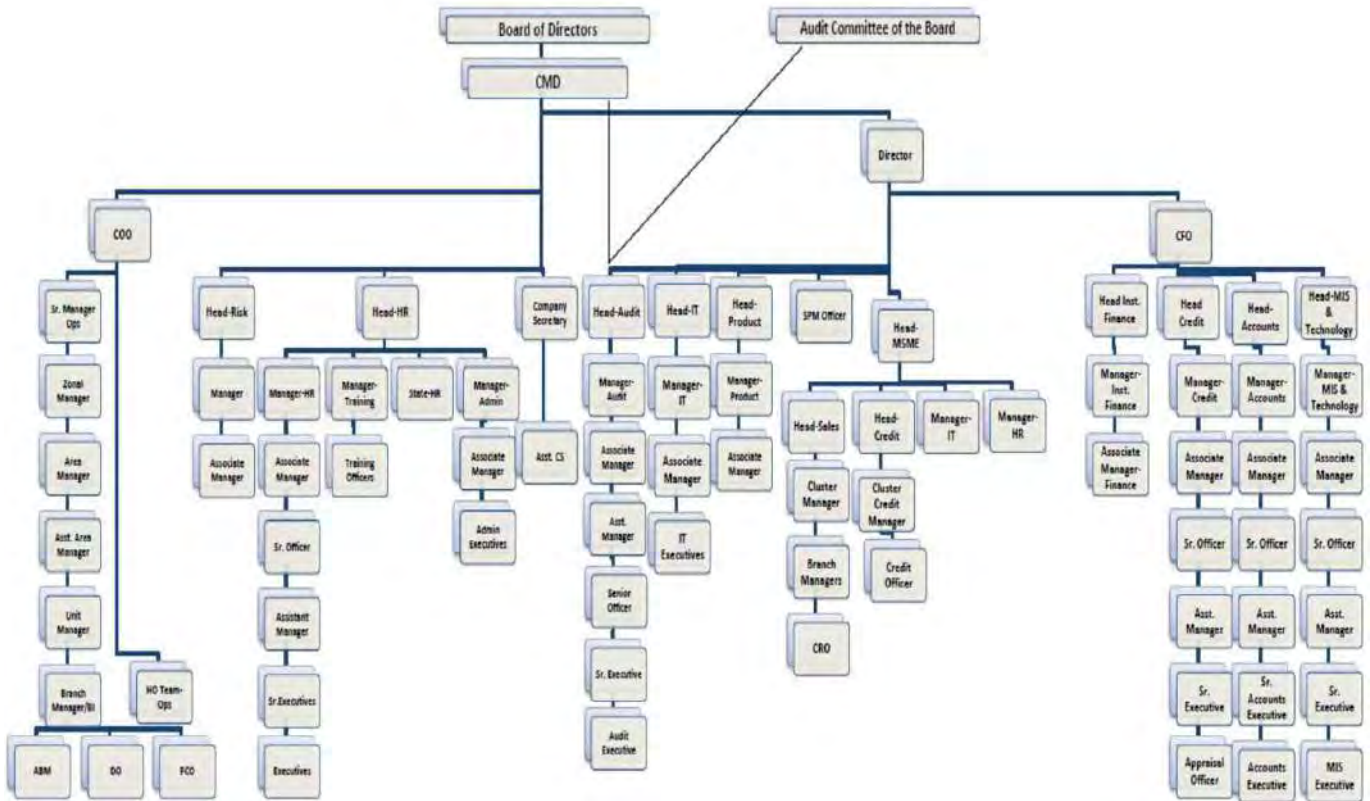 Board of Directors
Audit Committee of the Board
CMD
Director
COO
CFO
Sr. Manager
Ops
Zonal
Manager
Area
Manager
Asst. Area
Manager
Unit
Manager
Branch
Manager/BI
HO Team-
Ops
ABM
DO
FCO
Head-Risk
Manager
Associate
Manager
Head-HR
Manager-HR
Associate
Manager
Sr. Officer
Assistant
Manager
Sr.Executives
Executives
Manager-
Training
Training
Officers
State-HR
Manager-
Admin
Associate
Manager
Admin
Executives
Company
Secretary
Asst. CS
Head-Audit
Manager-
Audit
Associate
Manager
Asst.
Manager
Senior
Officer
Sr. Executive
Audit
Executive
Head-IT
Manager-
IT
Associate
Manager
IT
Executives
Head-
Product
Manager-
Product
Associate
Manager
SPM Officer
Head-
MSME
Head-Sales
Cluster
Manager
Branch
Managers
CRO
Head-
Credit
Cluster
Credit
Manager
Credit
Officer
Manager-
IT
Manager-
HR
Head Inst.
Finance
Manager-
Inst.
Finance
Associate
Manager-
Finance
Head
Credit
Manager-
Credit
Associate
Manager
Sr. Officer
Asst.
Manager
Sr.
Executive
Appraisal
Officer
Head-
Accounts
Manager-
Accounts
Associate
Manager
Sr. Officer
Asst.
Manager
Sr.
Accounts
Executive
Accounts
Executive
Head-MIS
&
Technology
Manager-
MIS &
Technology
Associate
Manager
Sr. Officer
Asst.
Manager
Sr.
Executive
MIS
Executive